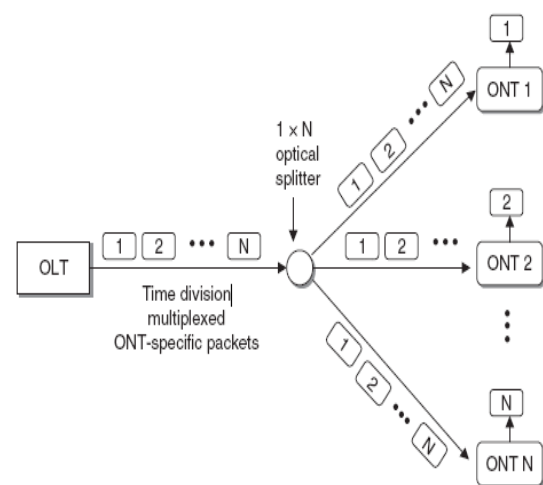 1
ONT 1
1 2 ••• N
1 × N
optical
splitter
2
1 2 ••• N
1 2 •••
OLT
ONT 2
Time division
multiplexed
ONT-specific packets
1 2 ••• N
N
ONT N